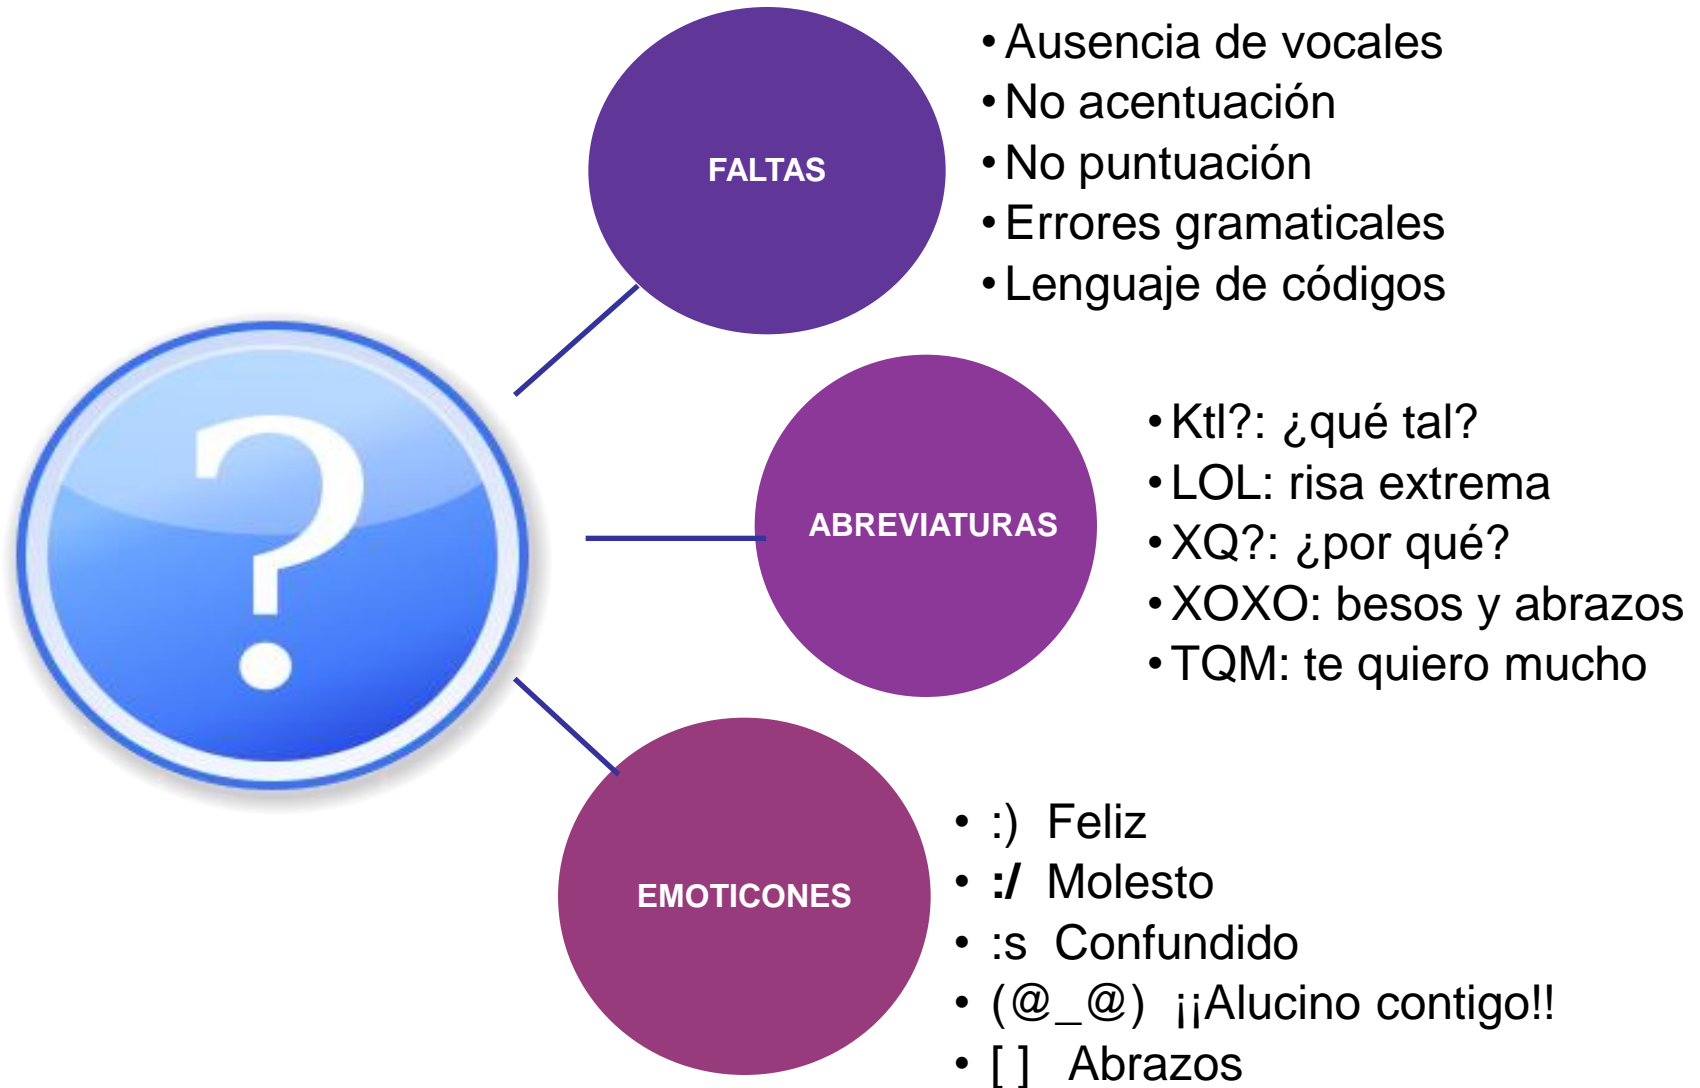 ?
FALTAS
• Ausencia de vocales
• No acentuación
• No puntuación
• Errores gramaticales
• Lenguaje de códigos
ABREVIATURAS
• Ktl?: ¿qué tal?
• LOL: risa extrema
• XQ?: ¿por qué?
• XOXO: besos y abrazos
• TQM: te quiero mucho
EMOTICONES
• :) Feliz
• :/ Molesto
• :s Confundido
• (@_@) ¡¡Alucino contigo!!
• [ ] Abrazos